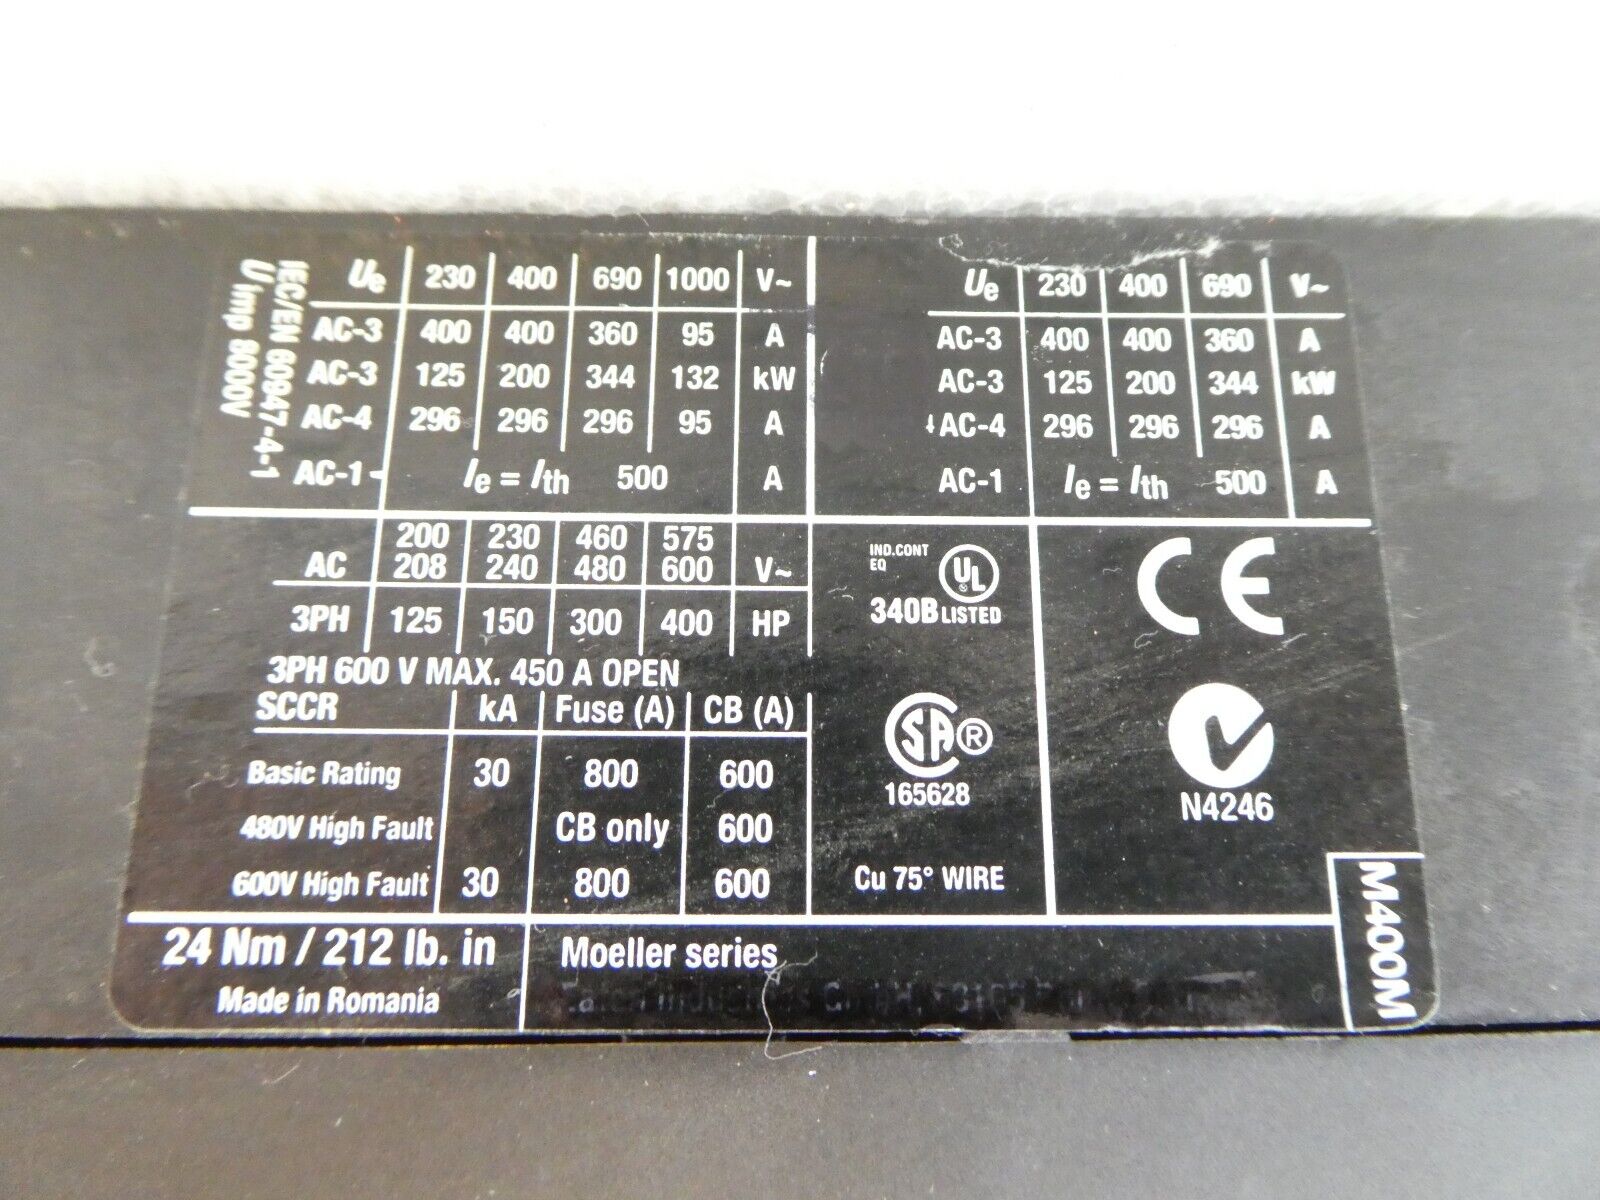 IEC/EN 60947-4-1
U imp 8000V
Ue 230 400 690 1000 V~
AC-3 400 400 360 95 A
AC-3 125 200 344 132 kW
AC-4 296 296 296 95 A
AC-1 Ie = Ith 500 A
Ue 230 400 690 V~
AC-3 400 400 360 A
AC-3 125 200 344 kW
AC-4 296 296 296 A
AC-1 Ie = Ith 500 A
200 230 460 575
AC 208 240 480 600 V~
3PH 125 150 300 400 HP
3PH 600 V MAX. 450 A OPEN
SCCR kA Fuse (A) CB (A)
Basic Rating 30 800 600
480V High Fault CB only 600
600V High Fault 30 800 600
IND.CONT
EQ
UL
340B LISTED
CE
SA ®
165628
N4246
Cu 75° WIRE
24 Nm / 212 lb. in
Made in Romania
Moeller series
M400M